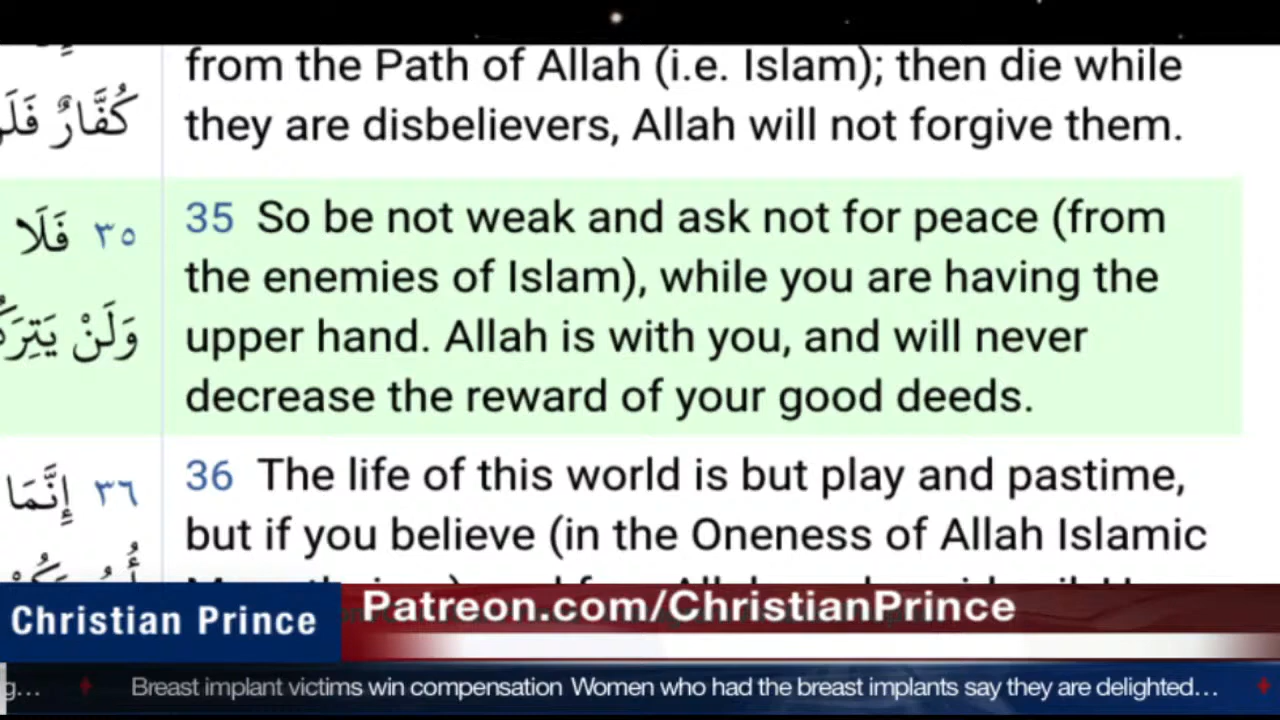 from the Path of Allah (i.e. Islam); then die while
كُفَّارٌ
they are disbelievers, Allah will not forgive them.
35 So be not weak and ask not for peace (from
٣٥ فَلَا
the enemies of Islam), while you are having the
upper hand. Allah is with you, and will never
وَلَنْ
decrease the reward of your good deeds.
36 The life of this world is but play and pastime,
٣٦ إِنَّمَا
but if you believe (in the Oneness of Allah Islamic
Christian Prince
Patreon.com/ChristianPrince
g... Breast implant victims win compensation Women who had the breast implants say they are delighted...